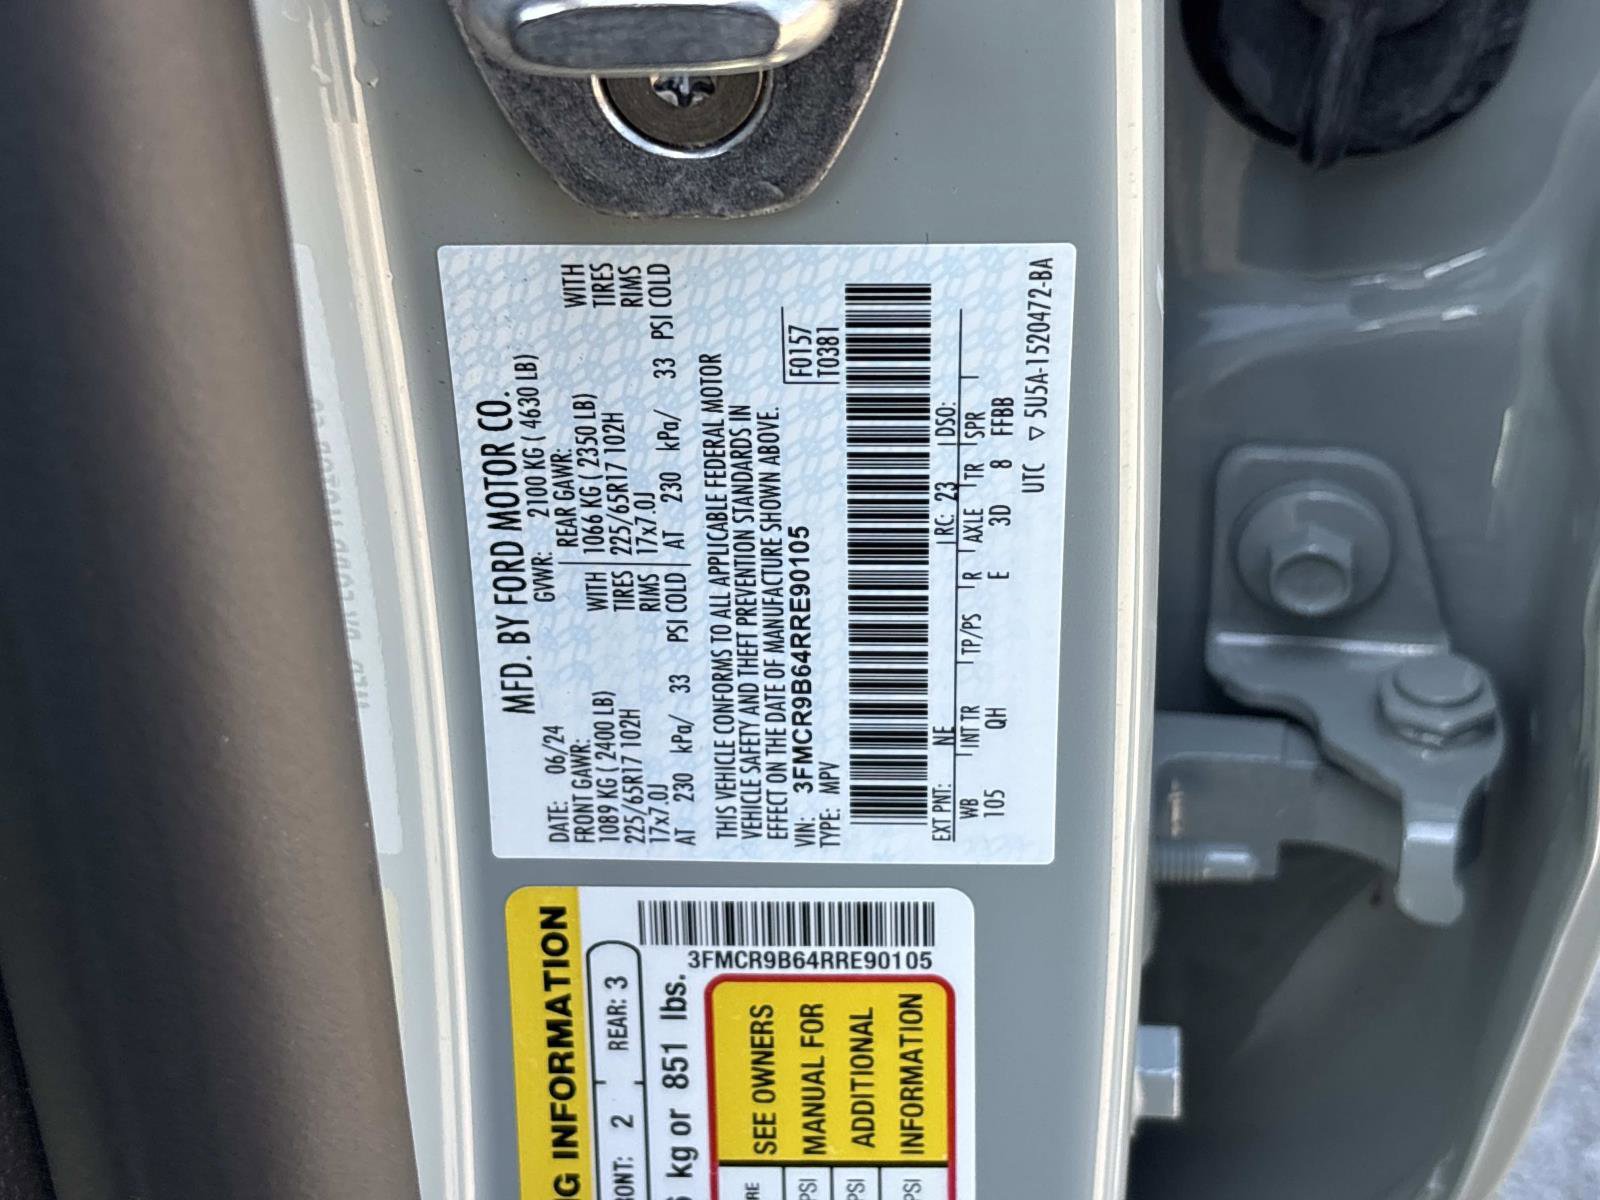 MFD. BY FORD MOTOR CO.
DATE: 06/24 GVWR: 2100 KG ( 4630 LB)
FRONT GAWR: REAR GAWR:
1089 KG ( 2400 LB) WITH 1066 KG ( 2350 LB) WITH
225/65R17 102H TIRES 225/65R17 102H TIRES
17x7.0J RIMS 17x7.0J RIMS
AT 230 kPa/ 33 PSI COLD AT 230 kPa/ 33 PSI COLD
THIS VEHICLE CONFORMS TO ALL APPLICABLE FEDERAL MOTOR
VEHICLE SAFETY AND THEFT PREVENTION STANDARDS IN
EFFECT ON THE DATE OF MANUFACTURE SHOWN ABOVE.
VIN: 3FMCR9B64RRE90105 F0157
TYPE: MPV T0381
EXT PNT: NE RC: 23 DSO:
WB INT TR TP/PS R AXLE TR SPR
105 QH E 3D 8 FFBB
UTC ▽ 5U5A-1520472-BA
NG INFORMATION
FRONT: 2 REAR: 3
kg or 851 lbs.
3FMCR9B64RRE90105
SEE OWNERS
MANUAL FOR
ADDITIONAL
INFORMATION
PSI
PSI
PSI